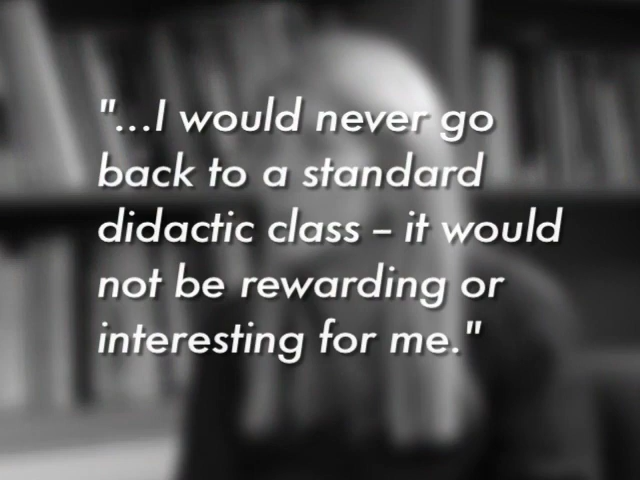 "...I would never go
back to a standard
didactic class – it would
not be rewarding or
interesting for me."